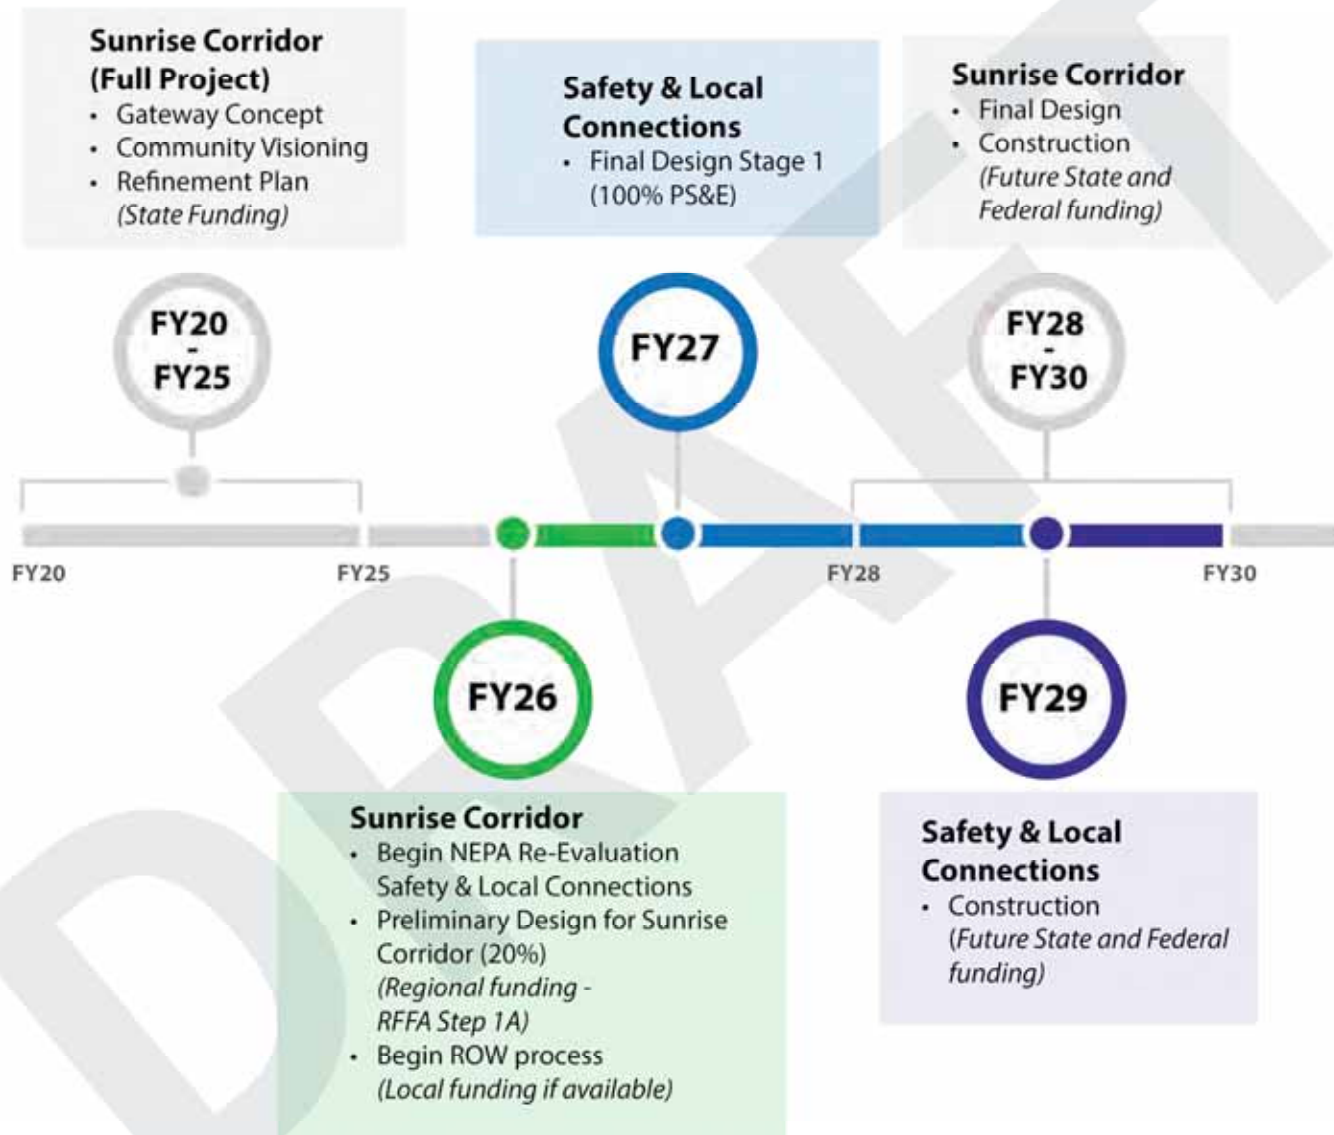 Sunrise Corridor
(Full Project)
• Gateway Concept
• Community Visioning
• Refinement Plan
(State Funding)
Safety & Local
Connections
• Final Design Stage 1
(100% PS&E)
Sunrise Corridor
• Final Design
• Construction
(Future State and
Federal funding)
FY20
-
FY25
FY27
FY28
-
FY30
FY20
FY25
FY28
FY30
FY26
FY29
Sunrise Corridor
• Begin NEPA Re-Evaluation
Safety & Local Connections
• Preliminary Design for Sunrise
Corridor (20%)
(Regional funding -
RFFA Step 1A)
• Begin ROW process
(Local funding if available)
Safety & Local
Connections
• Construction
(Future State and Federal
funding)
DRAFT